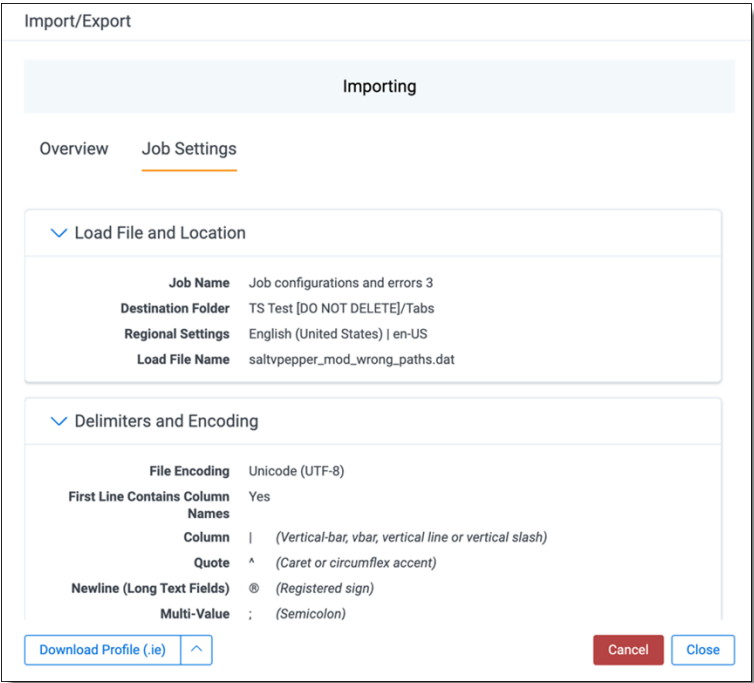 Import/Export
Importing
Overview Job Settings
Load File and Location
Job Name Job configurations and errors 3
Destination Folder TS Test [DO NOT DELETE]/Tabs
Regional Settings English (United States) | en-US
Load File Name saltvpepper_mod_wrong_paths.dat
Delimiters and Encoding
File Encoding Unicode (UTF-8)
First Line Contains Column Yes
Names
Column | (Vertical-bar, vbar, vertical line or vertical slash)
Quote ^ (Caret or circumflex accent)
Newline (Long Text Fields) ® (Registered sign)
Multi-Value ; (Semicolon)
Download Profile (.ie) Cancel Close